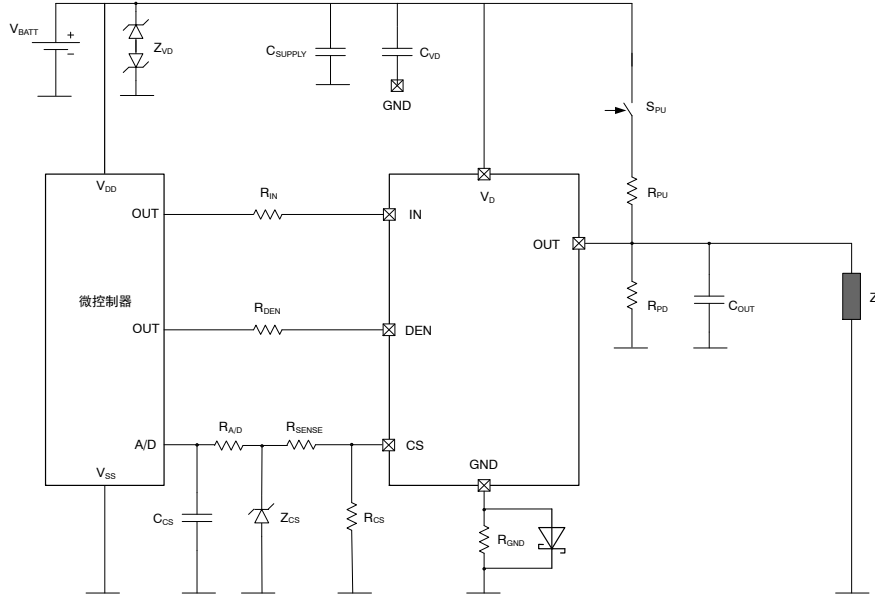 VBATT
+
−
ZVD
CSUPPLY
CVD
GND
SPU
VDD
OUT
RIN
IN
VD
RPU
OUT
微控制器
OUT
RDEN
DEN
RPD
COUT
Z
A/D
RA/D
RSENSE
CS
VSS
GND
CCS
ZCS
RCS
RGND